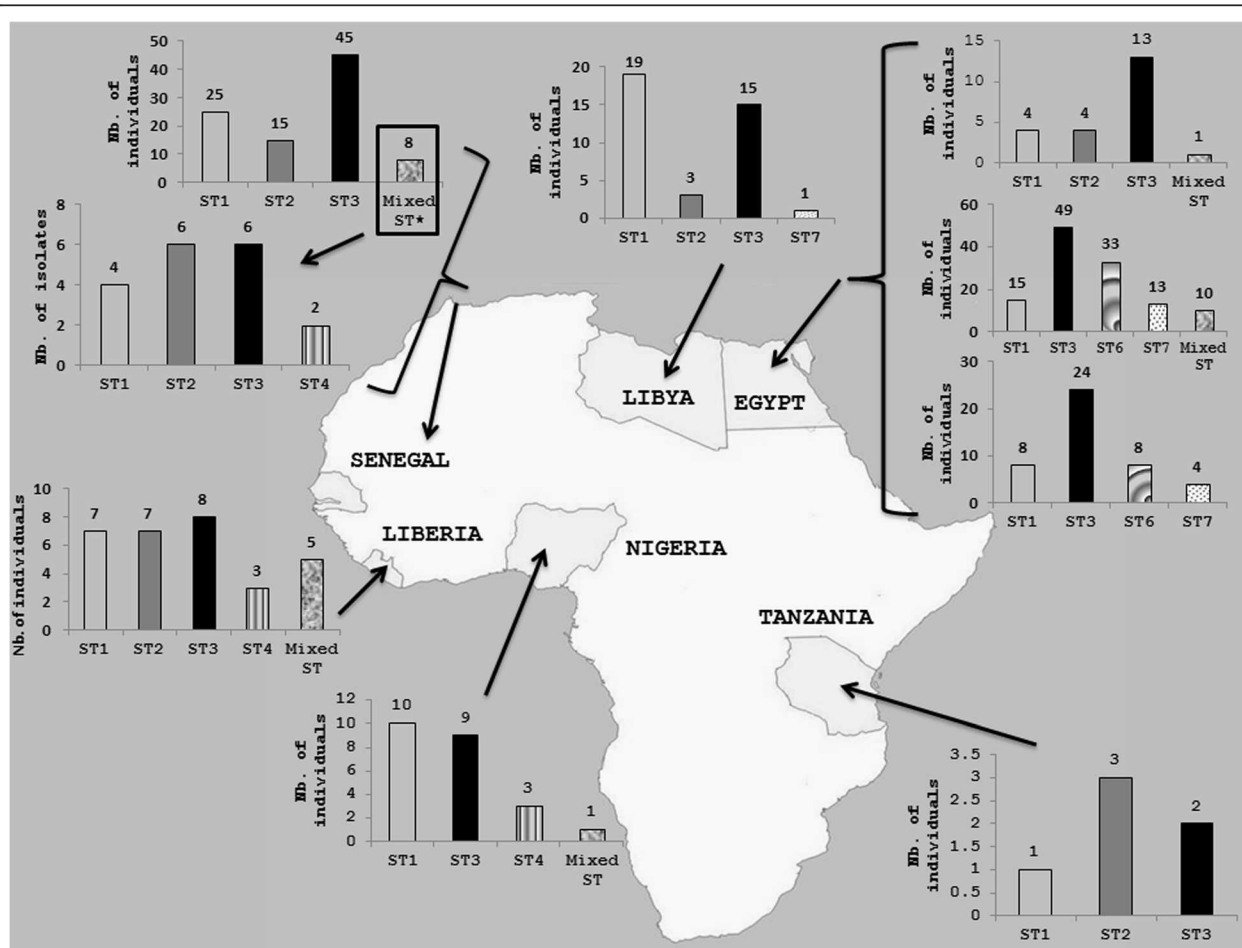 Nb. of
individuals
50
40
30
20
10
0
25
15
45
8
ST1 ST2 ST3 Mixed
ST*
Nb. of isolates
8
6
4
2
0
4
6
6
2
ST1 ST2 ST3 ST4
Nb. of
individuals
20
15
10
5
0
19
3
15
1
ST1 ST2 ST3 ST7
Nb. of
individuals
15
10
5
0
4
4
13
1
ST1 ST2 ST3 Mixed
ST
Nb. of
individuals
60
40
20
0
15
49
33
13
10
ST1 ST3 ST6 ST7 Mixed
ST
Nb. of
individuals
30
20
10
0
8
24
8
4
ST1 ST3 ST6 ST7
LIBYA
EGYPT
SENEGAL
LIBERIA
NIGERIA
TANZANIA
Nb. of individuals
10
8
6
4
2
0
7
7
8
3
5
ST1 ST2 ST3 ST4 Mixed
ST
Nb. of
individuals
12
10
8
6
4
2
0
10
9
3
1
ST1 ST3 ST4 Mixed
ST
Nb. of
individuals
3.5
3
2.5
2
1.5
1
0.5
0
1
3
2
ST1 ST2 ST3